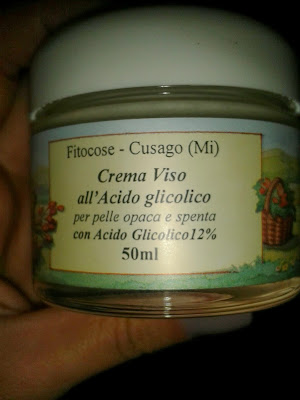 Fitocose - Cusago (Mi)
Crema Viso
all'Acido glicolico
per pelle opaca e spenta
con Acido Glicolico12%
50ml